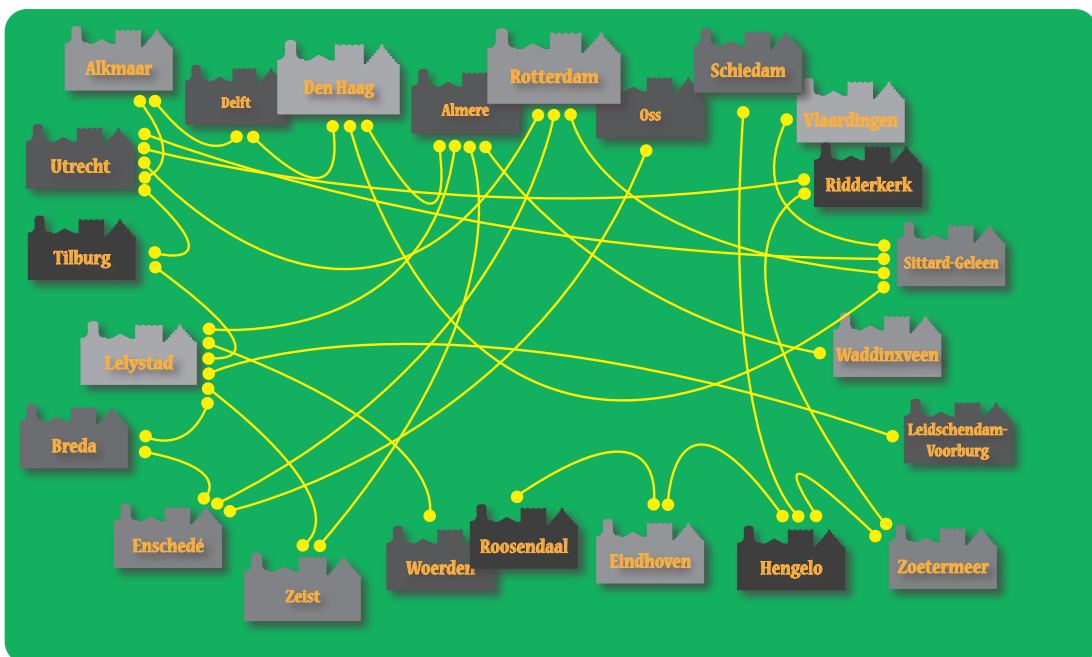 Alkmaar
Delft
Den Haag
Almere
Rotterdam
Oss
Schiedam
Vlaardingen
Utrecht
Ridderkerk
Tilburg
Sittard-Geleen
Lelystad
Waddinxveen
Breda
Leidschendam-
Voorburg
Enschedé
Zeist
Woerden
Roosendaal
Eindhoven
Hengelo
Zoetermeer